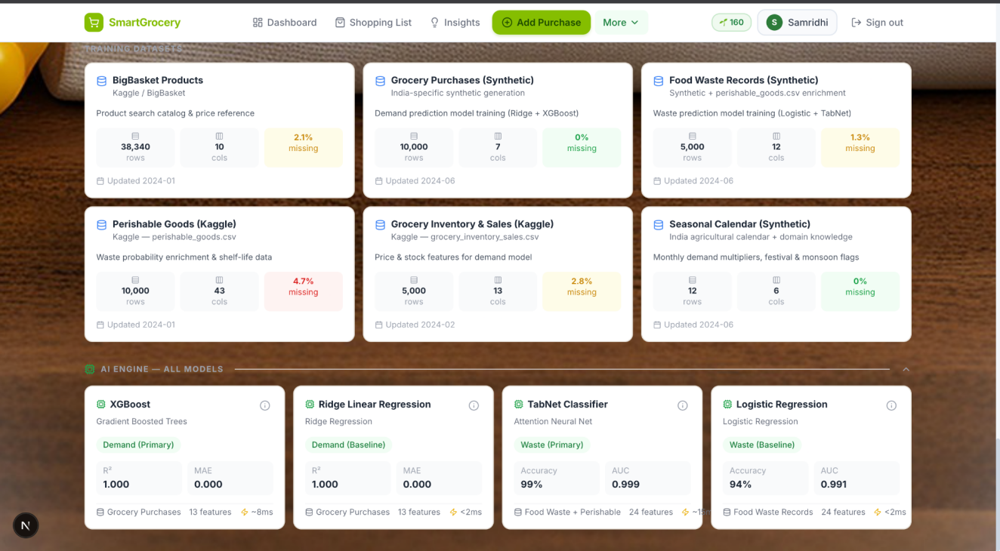 SmartGrocery
Dashboard
Shopping List
Insights
Add Purchase
More
160
S
Samridhi
Sign out
TRAINING DATASETS
BigBasket Products
Kaggle / BigBasket
Product search catalog & price reference
38,340
rows
10
cols
2.1%
missing
Updated 2024-01
Grocery Purchases (Synthetic)
India-specific synthetic generation
Demand prediction model training (Ridge + XGBoost)
10,000
rows
7
cols
0%
missing
Updated 2024-06
Food Waste Records (Synthetic)
Synthetic + perishable_goods.csv enrichment
Waste prediction model training (Logistic + TabNet)
5,000
rows
12
cols
1.3%
missing
Updated 2024-06
Perishable Goods (Kaggle)
Kaggle — perishable_goods.csv
Waste probability enrichment & shelf-life data
10,000
rows
43
cols
4.7%
missing
Updated 2024-01
Grocery Inventory & Sales (Kaggle)
Kaggle — grocery_inventory_sales.csv
Price & stock features for demand model
5,000
rows
13
cols
2.8%
missing
Updated 2024-02
Seasonal Calendar (Synthetic)
India agricultural calendar + domain knowledge
Monthly demand multipliers, festival & monsoon flags
12
rows
6
cols
0%
missing
Updated 2024-06
AI ENGINE — ALL MODELS
XGBoost
Gradient Boosted Trees
Demand (Primary)
R²
1.000
MAE
0.000
Grocery Purchases 13 features ~8ms
Ridge Linear Regression
Ridge Regression
Demand (Baseline)
R²
1.000
MAE
0.000
Grocery Purchases 13 features <2ms
TabNet Classifier
Attention Neural Net
Waste (Primary)
Accuracy
99%
AUC
0.999
Food Waste + Perishable 24 features
Logistic Regression
Logistic Regression
Waste (Baseline)
Accuracy
94%
AUC
0.991
Food Waste Records 24 features <2ms
N